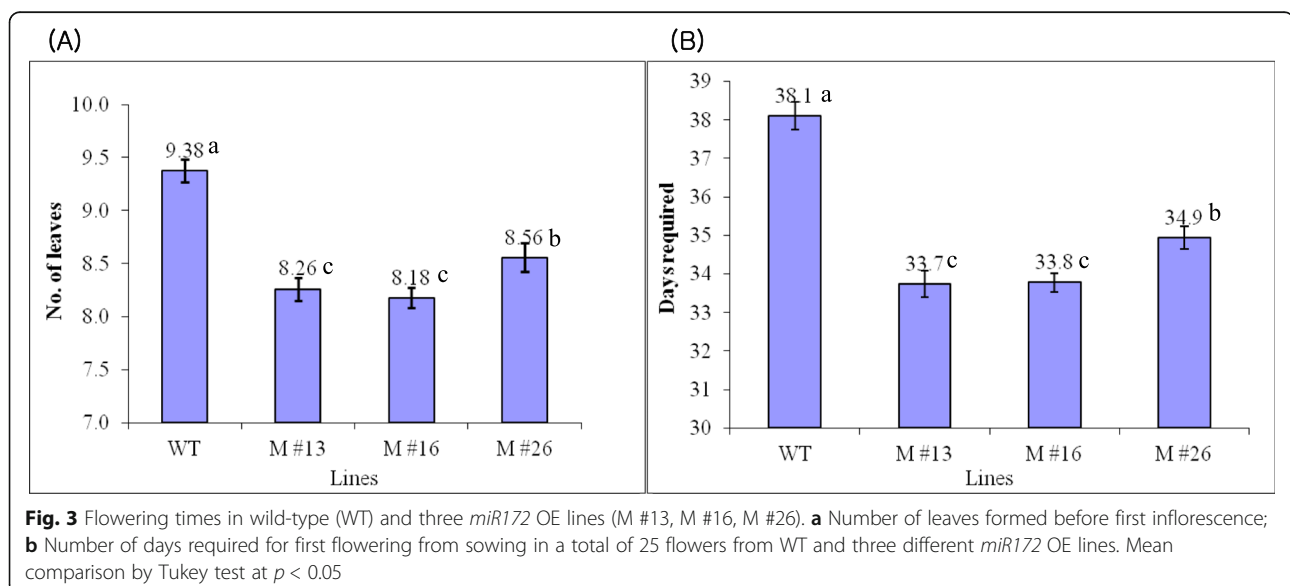 (A)
(B)
10.0
9.5
9.0
8.5
8.0
7.5
7.0
No. of leaves
9.38 a
8.26 c
8.18 c
8.56 b
WT M #13 M #16 M #26
Lines
39
38
37
36
35
34
33
32
31
30
Days required
38.1 a
33.7 c
33.8 c
34.9 b
WT M #13 M #16 M #26
Lines
Fig. 3 Flowering times in wild-type (WT) and three miR172 OE lines (M #13, M #16, M #26). a Number of leaves formed before first inflorescence;
b Number of days required for first flowering from sowing in a total of 25 flowers from WT and three different miR172 OE lines. Mean
comparison by Tukey test at p < 0.05